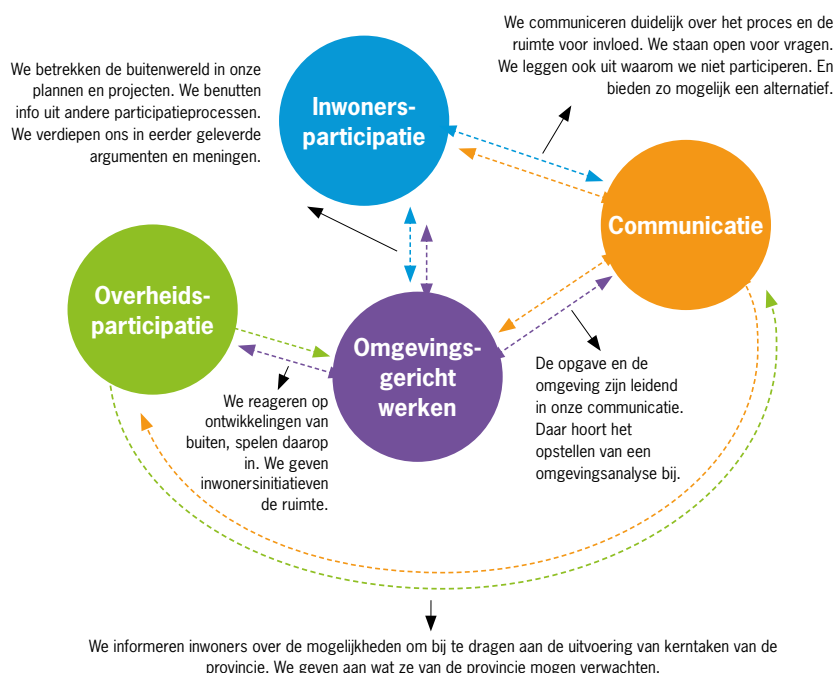 We communiceren duidelijk over het proces en de
ruimte voor invloed. We staan open voor vragen.
We leggen ook uit waarom we niet participeren. En
bieden zo mogelijk een alternatief.
We betrekken de buitenwereld in onze
plannen en projecten. We benutten
info uit andere participatieprocessen.
We verdiepen ons in eerder geleverde
argumenten en meningen.
Inwoners-
participatie
Communicatie
Overheids-
participatie
Omgevings-
gericht
werken
We reageren op
ontwikkelingen van
buiten, spelen daarop
in. We geven
inwonersinitiatieven
de ruimte.
De opgave en de
omgeving zijn leidend
in onze communicatie.
Daar hoort het
opstellen van een
omgevingsanalyse bij.
We informeren inwoners over de mogelijkheden om bij te dragen aan de uitvoering van kerntaken van de
provincie. We geven aan wat ze van de provincie mogen verwachten.